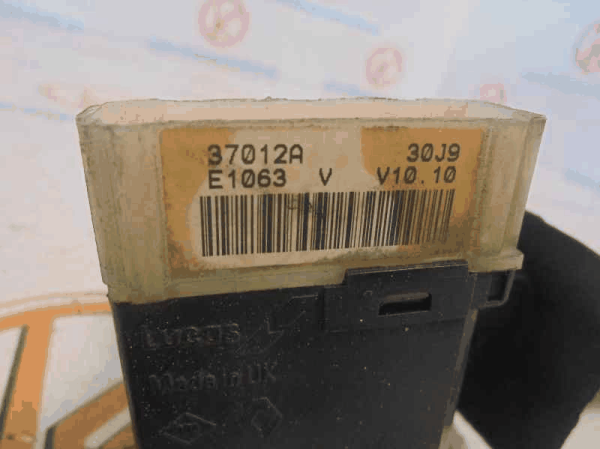 37012A 30J9
E1063 V V10.10
LUCAS
Made in UK